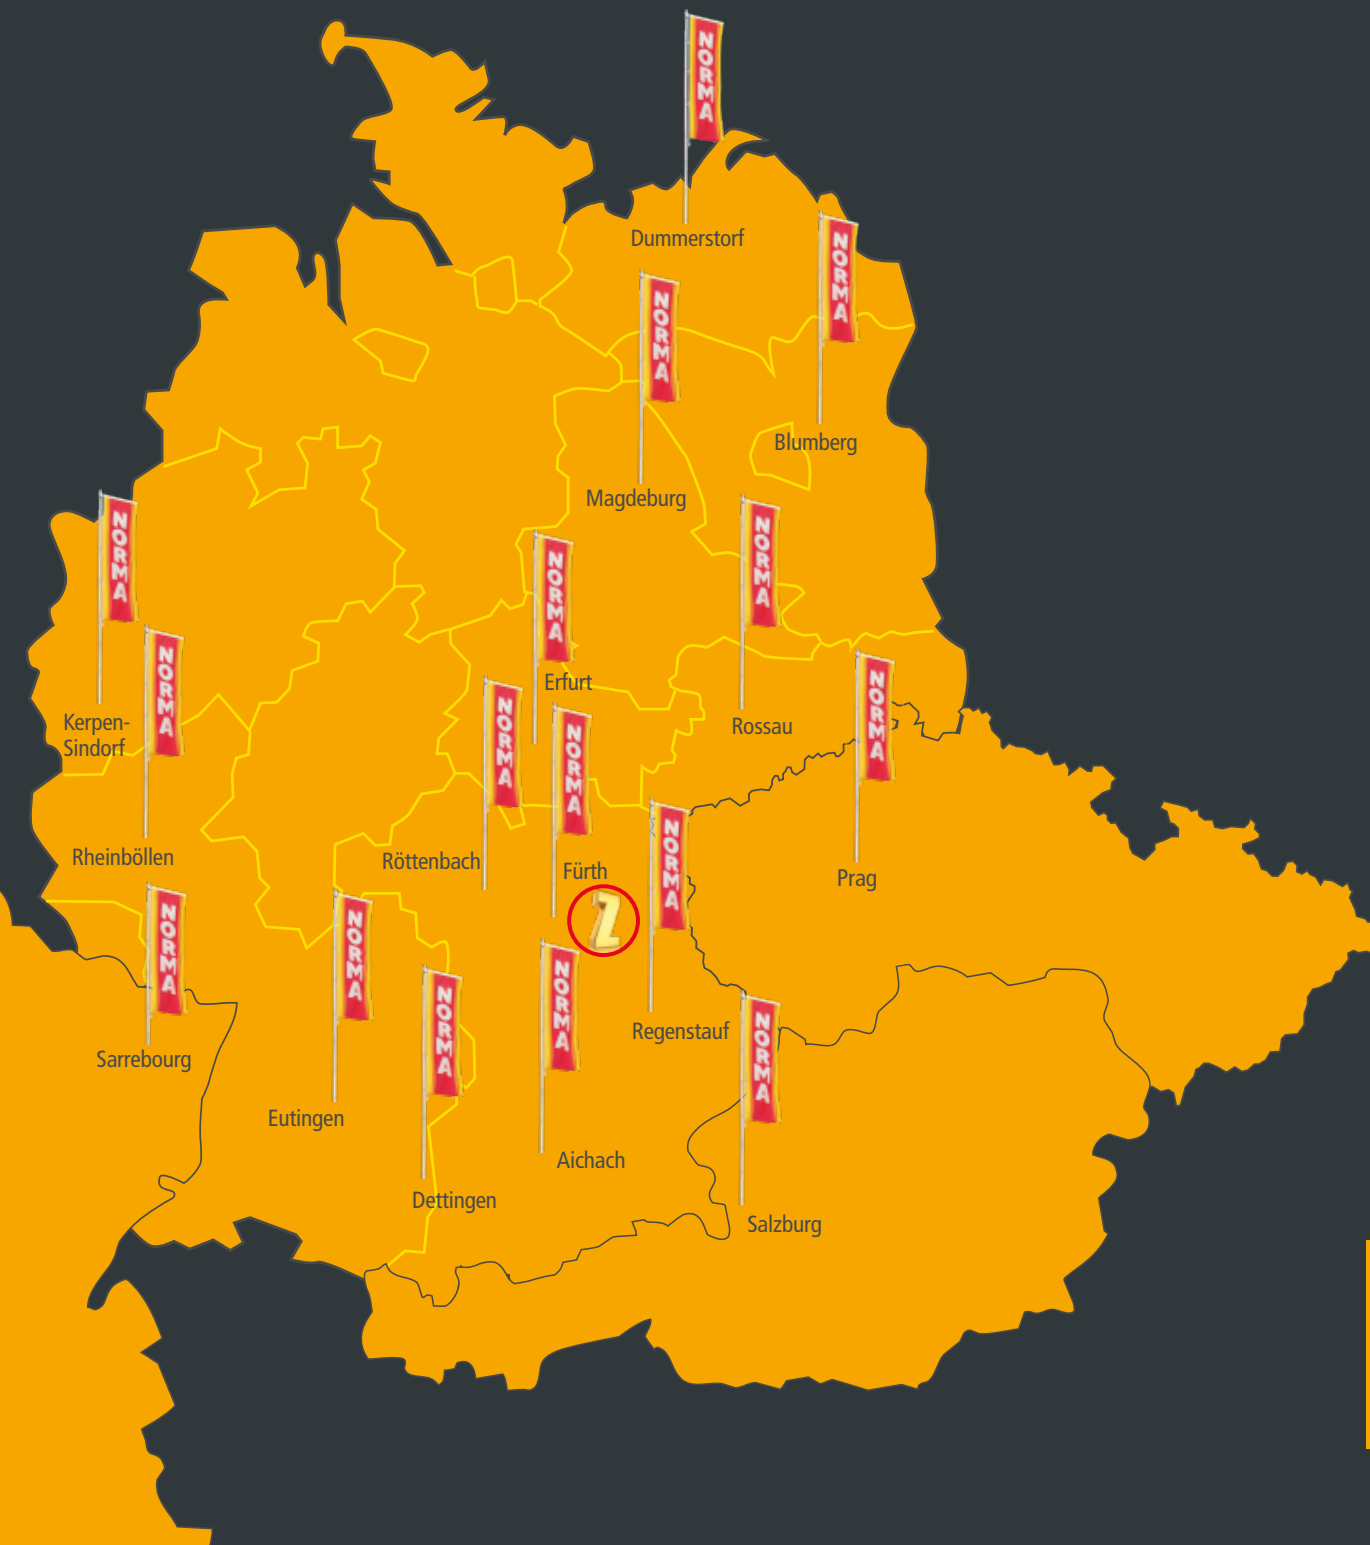 NORMA
Dummerstorf
NORMA
Blumberg
NORMA
Magdeburg
NORMA
Kerpen-
Sindorf
NORMA
Erfurt
NORMA
Rossau
NORMA
Rheinböllen
NORMA
Röttenbach
NORMA
Fürth
Z
NORMA
Prag
NORMA
Regenstauf
NORMA
Sarrebourg
NORMA
Eutingen
NORMA
Dettingen
NORMA
Aichach
NORMA
Salzburg